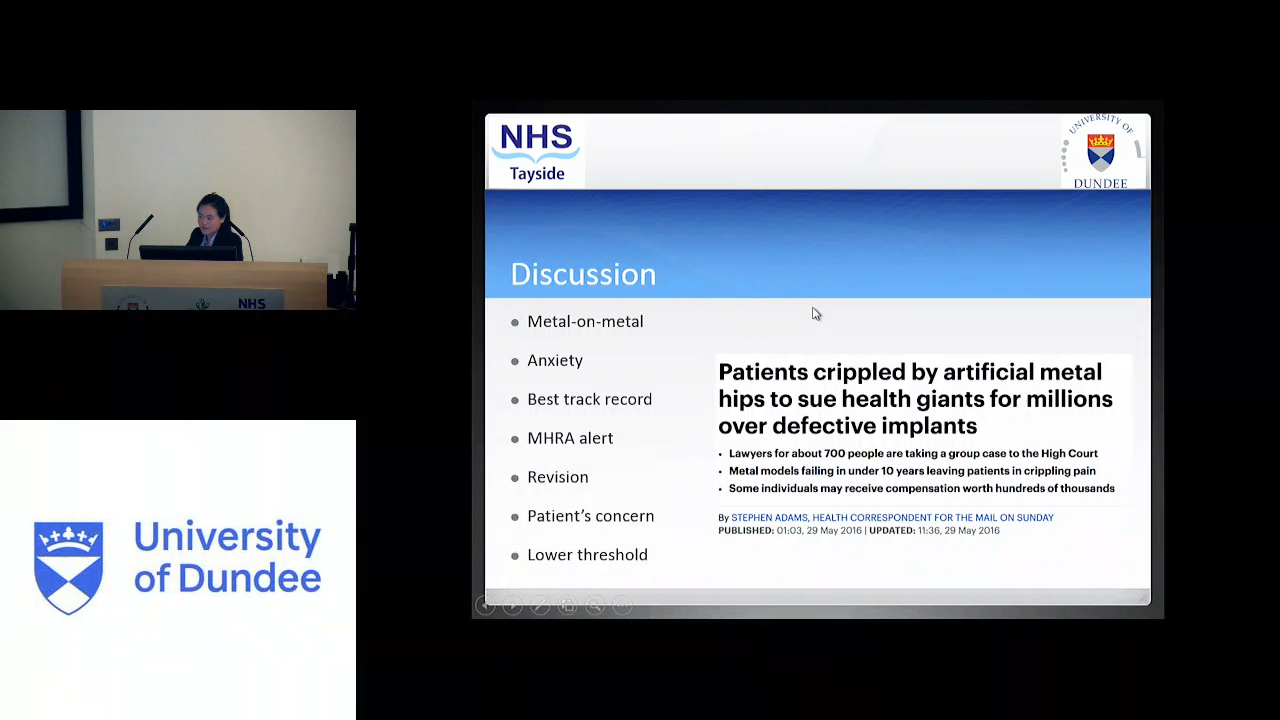 NHS
NHS
Tayside
UNIVERSITY OF
DUNDEE
Discussion
Metal-on-metal
Anxiety
Best track record
MHRA alert
Revision
Patient's concern
Lower threshold
Patients crippled by artificial metal
hips to sue health giants for millions
over defective implants
Lawyers for about 700 people are taking a group case to the High Court
Metal models failing in under 10 years leaving patients in crippling pain
Some individuals may receive compensation worth hundreds of thousands
By STEPHEN ADAMS, HEALTH CORRESPONDENT FOR THE MAIL ON SUNDAY
PUBLISHED: 01:03, 29 May 2016 | UPDATED: 11:36, 29 May 2016
University
of Dundee